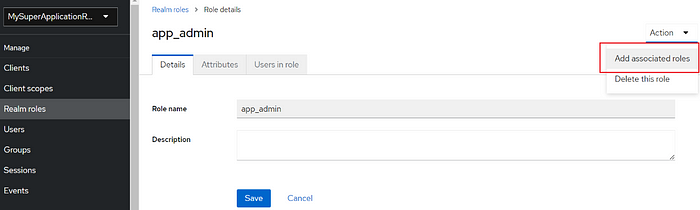 MySuperApplicationR...
Manage
Clients
Client scopes
Realm roles
Users
Groups
Sessions
Events
Realm roles > Role details
app_admin
Action
Add associated roles
Delete this role
Details Attributes Users in role
Role name app_admin
Description
Save Cancel